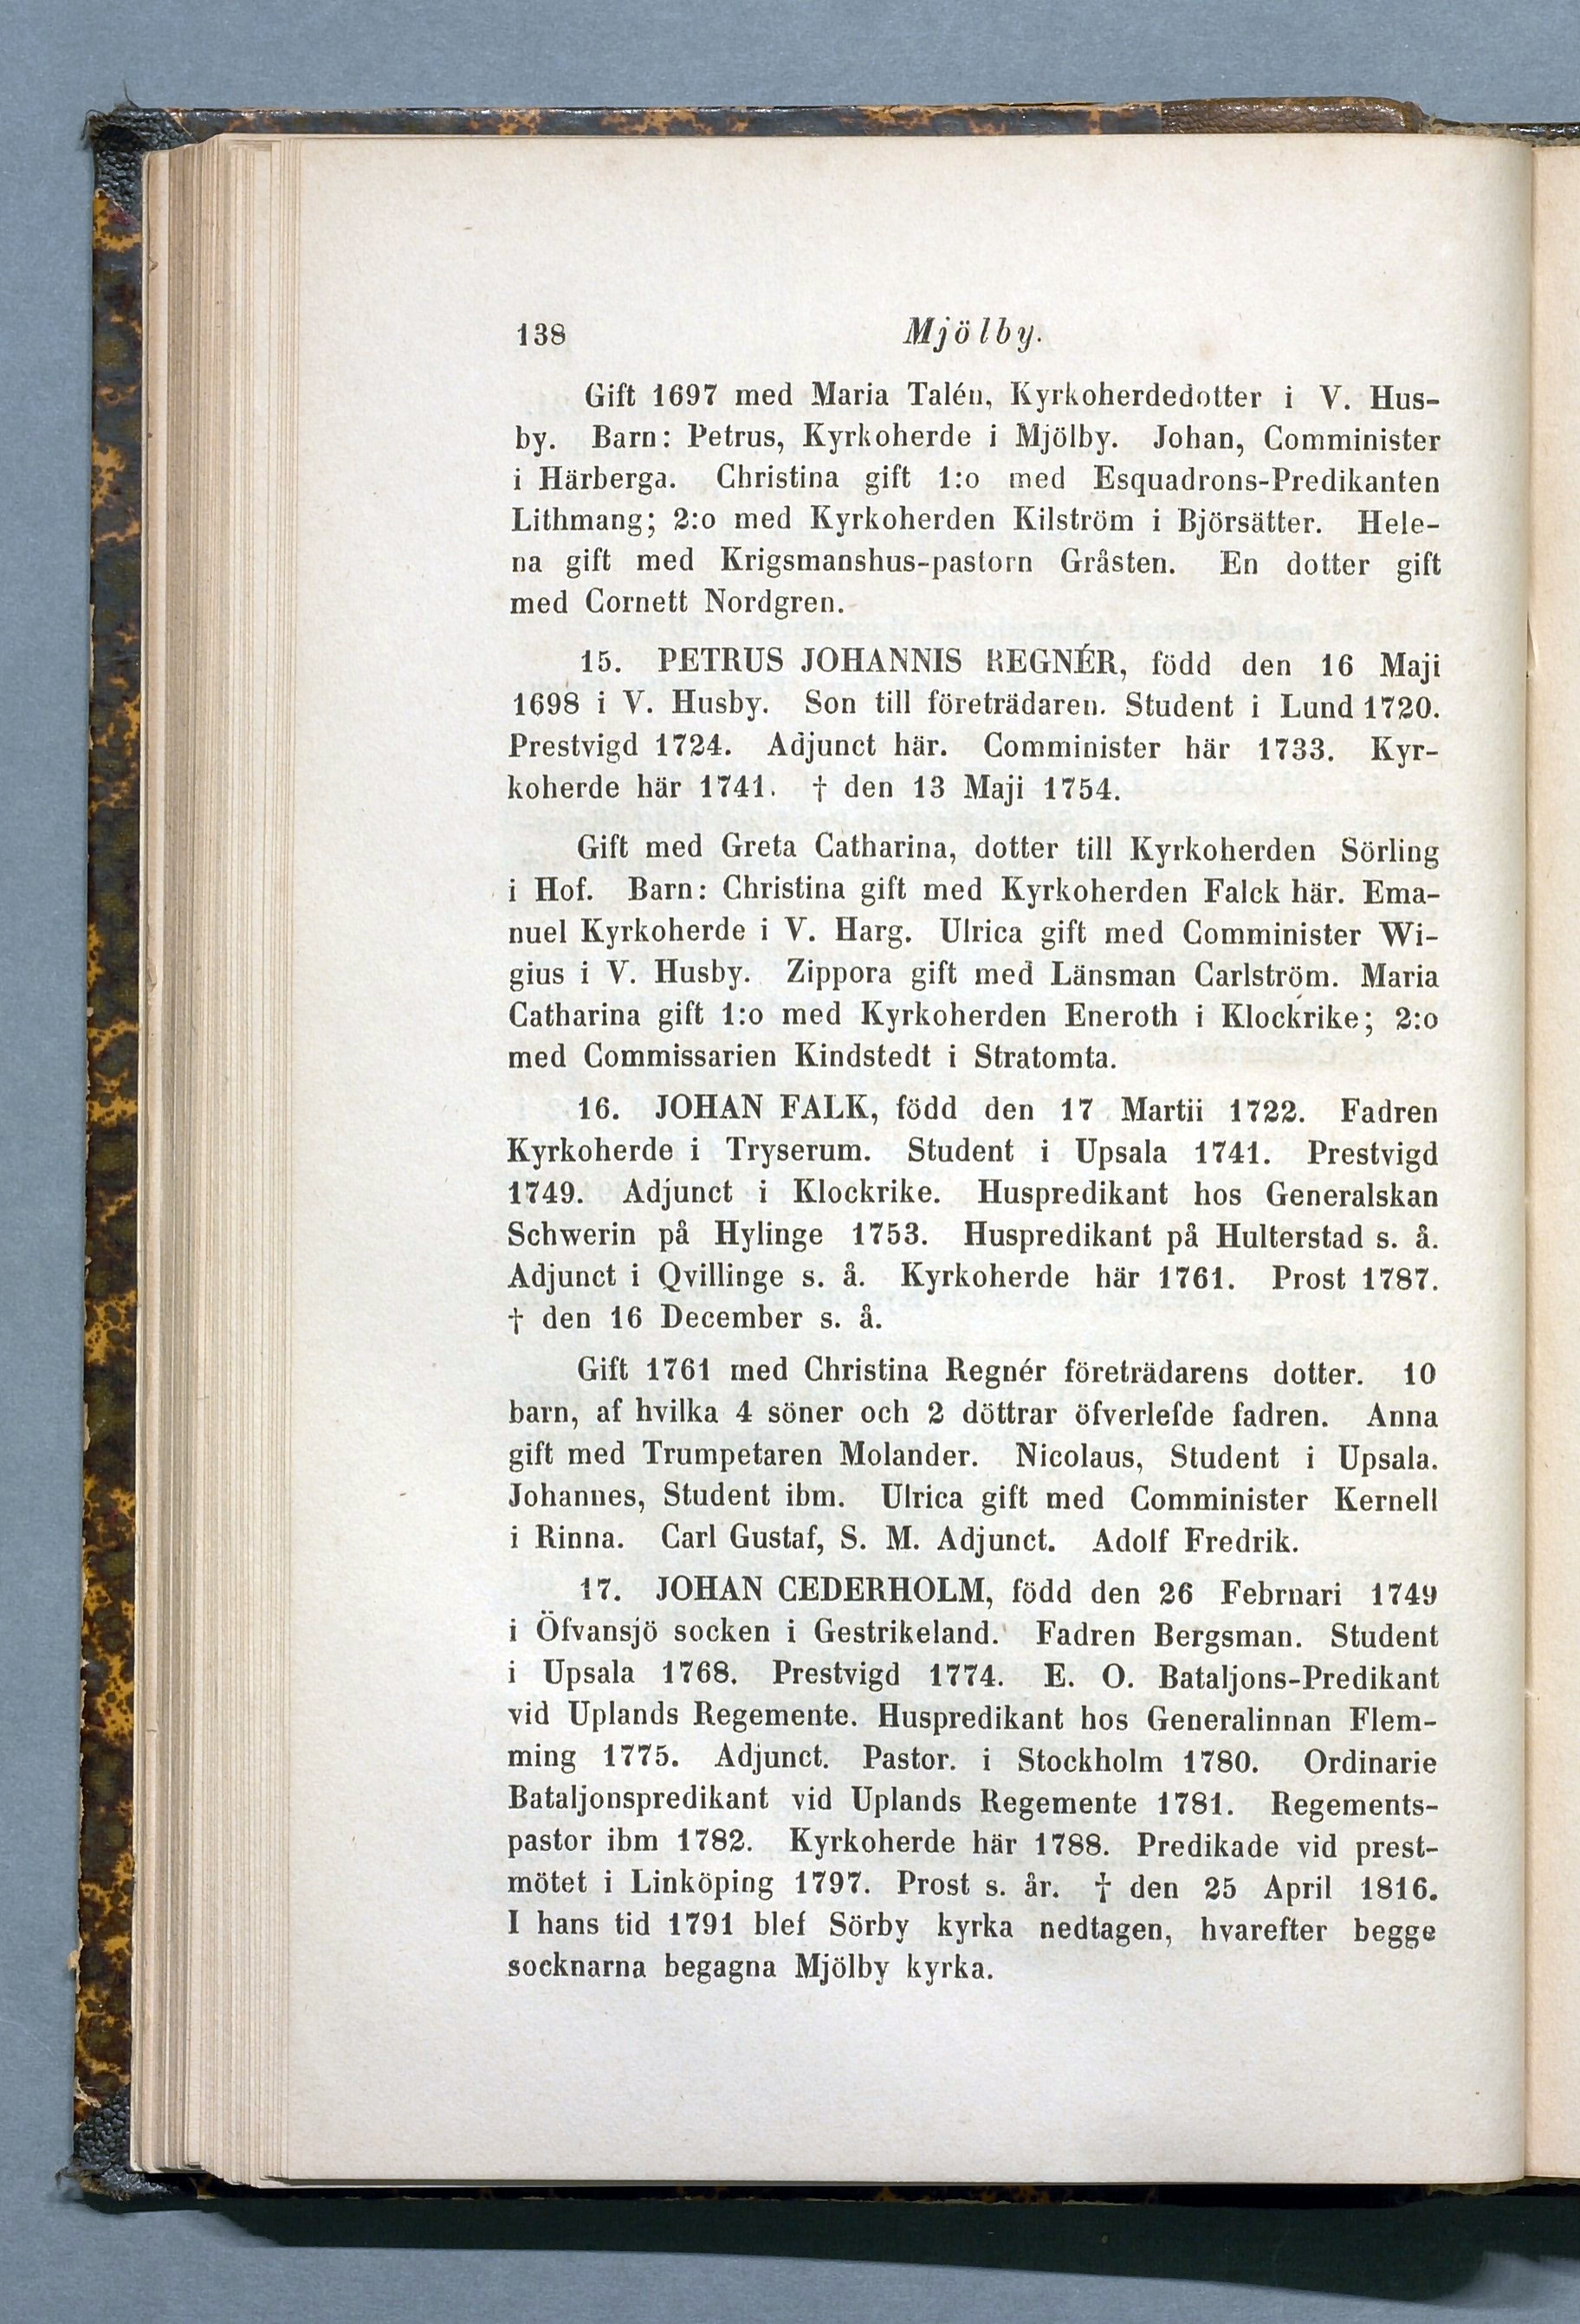 138 Mjölby.
Gift 1697 med Maria Talén, Kyrkoherdedotter i V. Hus-
by. Barn: Petrus, Kyrkoherde i Mjölby. Johan, Comminister
i Härberga. Christina gift 1:o med Esquadrons-Predikanten
Lithmang; 2:o med Kyrkoherden Kilström i Björsätter. Hele-
na gift med Krigsmanshus-pastorn Gråsten. En dotter gift
med Cornett Nordgren.
15. PETRUS JOHANNIS REGNÉR, född den 16 Maji
1698 i V. Husby. Son till företrädaren. Student i Lund 1720.
Prestvigd 1724. Adjunct här. Comminister här 1733. Kyr-
koherde här 1741. † den 13 Maji 1754.
Gift med Greta Catharina, dotter till Kyrkoherden Sörling
i Hof. Barn: Christina gift med Kyrkoherden Falck här. Ema-
nuel Kyrkoherde i V. Harg. Ulrica gift med Comminister Wi-
gius i V. Husby. Zippora gift med Länsman Carlström. Maria
Catharina gift 1:o med Kyrkoherden Eneroth i Klockrike; 2:o
med Commissarien Kindstedt i Stratomta.
16. JOHAN FALK, född den 17 Martii 1722. Fadren
Kyrkoherde i Tryserum. Student i Upsala 1741. Prestvigd
1749. Adjunct i Klockrike. Huspredikant hos Generalskan
Schwerin på Hylinge 1753. Huspredikant på Hulterstad s. å.
Adjunct i Qvillinge s. å. Kyrkoherde här 1761. Prost 1787.
† den 16 December s. å.
Gift 1761 med Christina Regnér företrädarens dotter. 10
barn, af hvilka 4 söner och 2 döttrar öfverlefde fadren. Anna
gift med Trumpetaren Molander. Nicolaus, Student i Upsala.
Johannes, Student ibm. Ulrica gift med Comminister Kernell
i Rinna. Carl Gustaf, S. M. Adjunct. Adolf Fredrik.
17. JOHAN CEDERHOLM, född den 26 Februari 1749
i Öfvansjö socken i Gestrikeland. Fadren Bergsman. Student
i Upsala 1768. Prestvigd 1774. E. O. Bataljons-Predikant
vid Uplands Regemente. Huspredikant hos Generalinnan Flem-
ming 1775. Adjunct. Pastor. i Stockholm 1780. Ordinarie
Bataljonspredikant vid Uplands Regemente 1781. Regements-
pastor ibm 1782. Kyrkoherde här 1788. Predikade vid prest-
mötet i Linköping 1797. Prost s. år. † den 25 April 1816.
I hans tid 1791 blef Sörby kyrka nedtagen, hvarefter begge
socknarna begagna Mjölby kyrka.